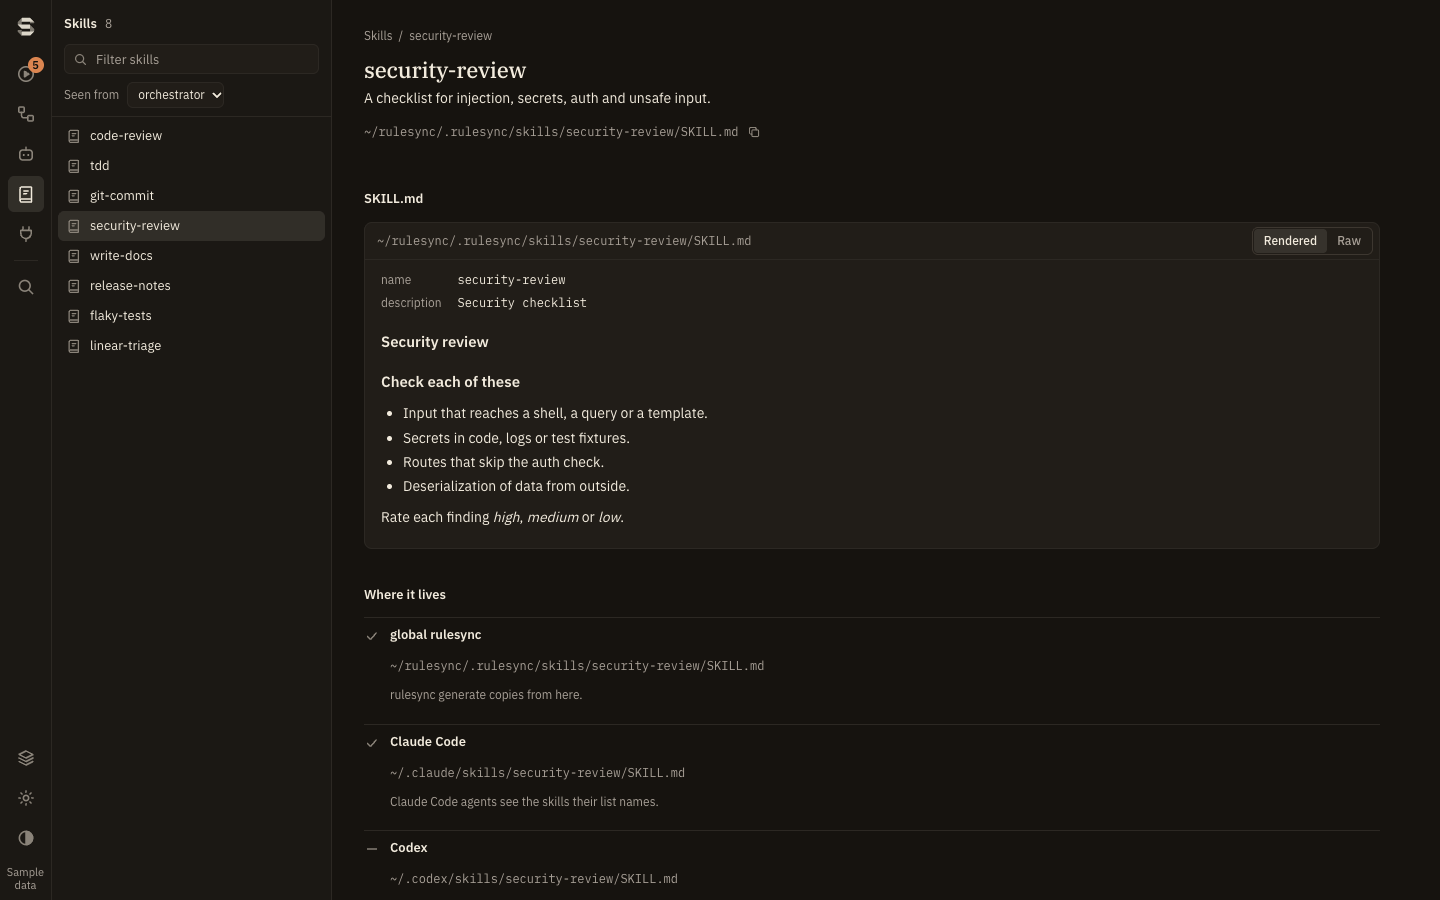 Skills 8
Filter skills
Seen from orchestrator
code-review
tdd
git-commit
security-review
write-docs
release-notes
flaky-tests
linear-triage
5
Sample
data
Skills / security-review
security-review
A checklist for injection, secrets, auth and unsafe input.
~/rulesync/.rulesync/skills/security-review/SKILL.md
SKILL.md
~/rulesync/.rulesync/skills/security-review/SKILL.md
Rendered Raw
name security-review
description Security checklist
Security review
Check each of these
• Input that reaches a shell, a query or a template.
• Secrets in code, logs or test fixtures.
• Routes that skip the auth check.
• Deserialization of data from outside.
Rate each finding high, medium or low.
Where it lives
global rulesync
~/rulesync/.rulesync/skills/security-review/SKILL.md
rulesync generate copies from here.
Claude Code
~/.claude/skills/security-review/SKILL.md
Claude Code agents see the skills their list names.
Codex
~/.codex/skills/security-review/SKILL.md